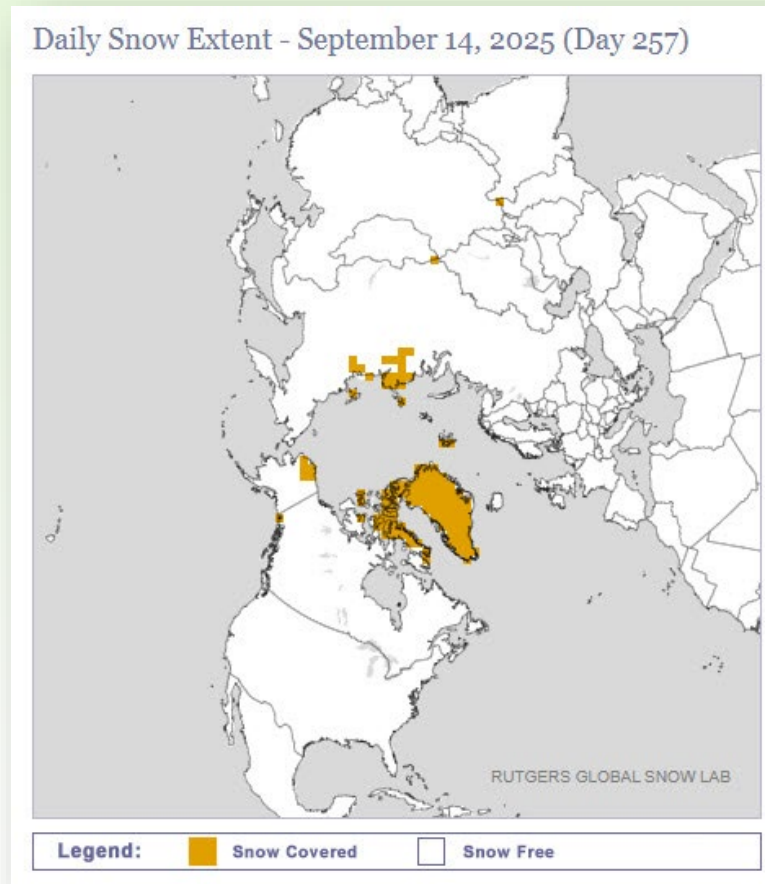 Daily Snow Extent - September 14, 2025 (Day 257)
RUTGERS GLOBAL SNOW LAB
Legend: Snow Covered Snow Free